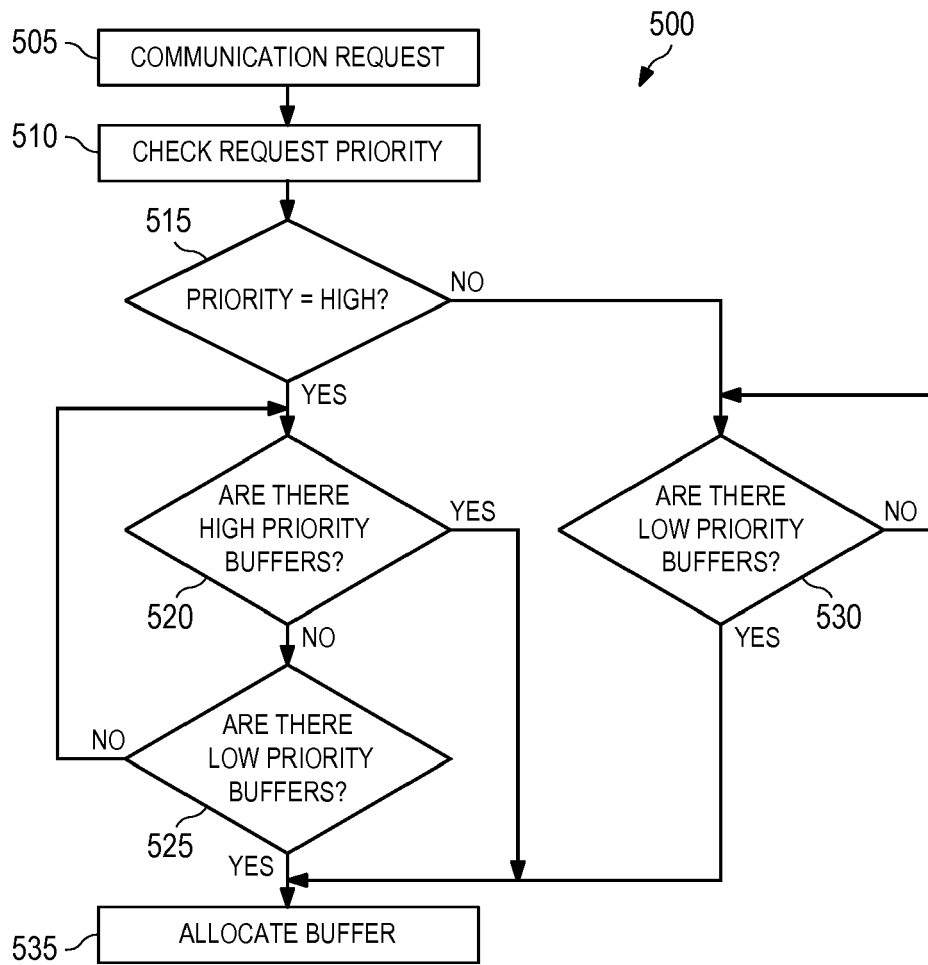 500
505
COMMUNICATION REQUEST
510
CHECK REQUEST PRIORITY
515
PRIORITY = HIGH?
NO
YES
ARE THERE
HIGH PRIORITY
BUFFERS?
YES
520
NO
ARE THERE
LOW PRIORITY
BUFFERS?
NO
530
YES
ARE THERE
LOW PRIORITY
BUFFERS?
NO
525
YES
ALLOCATE BUFFER
535